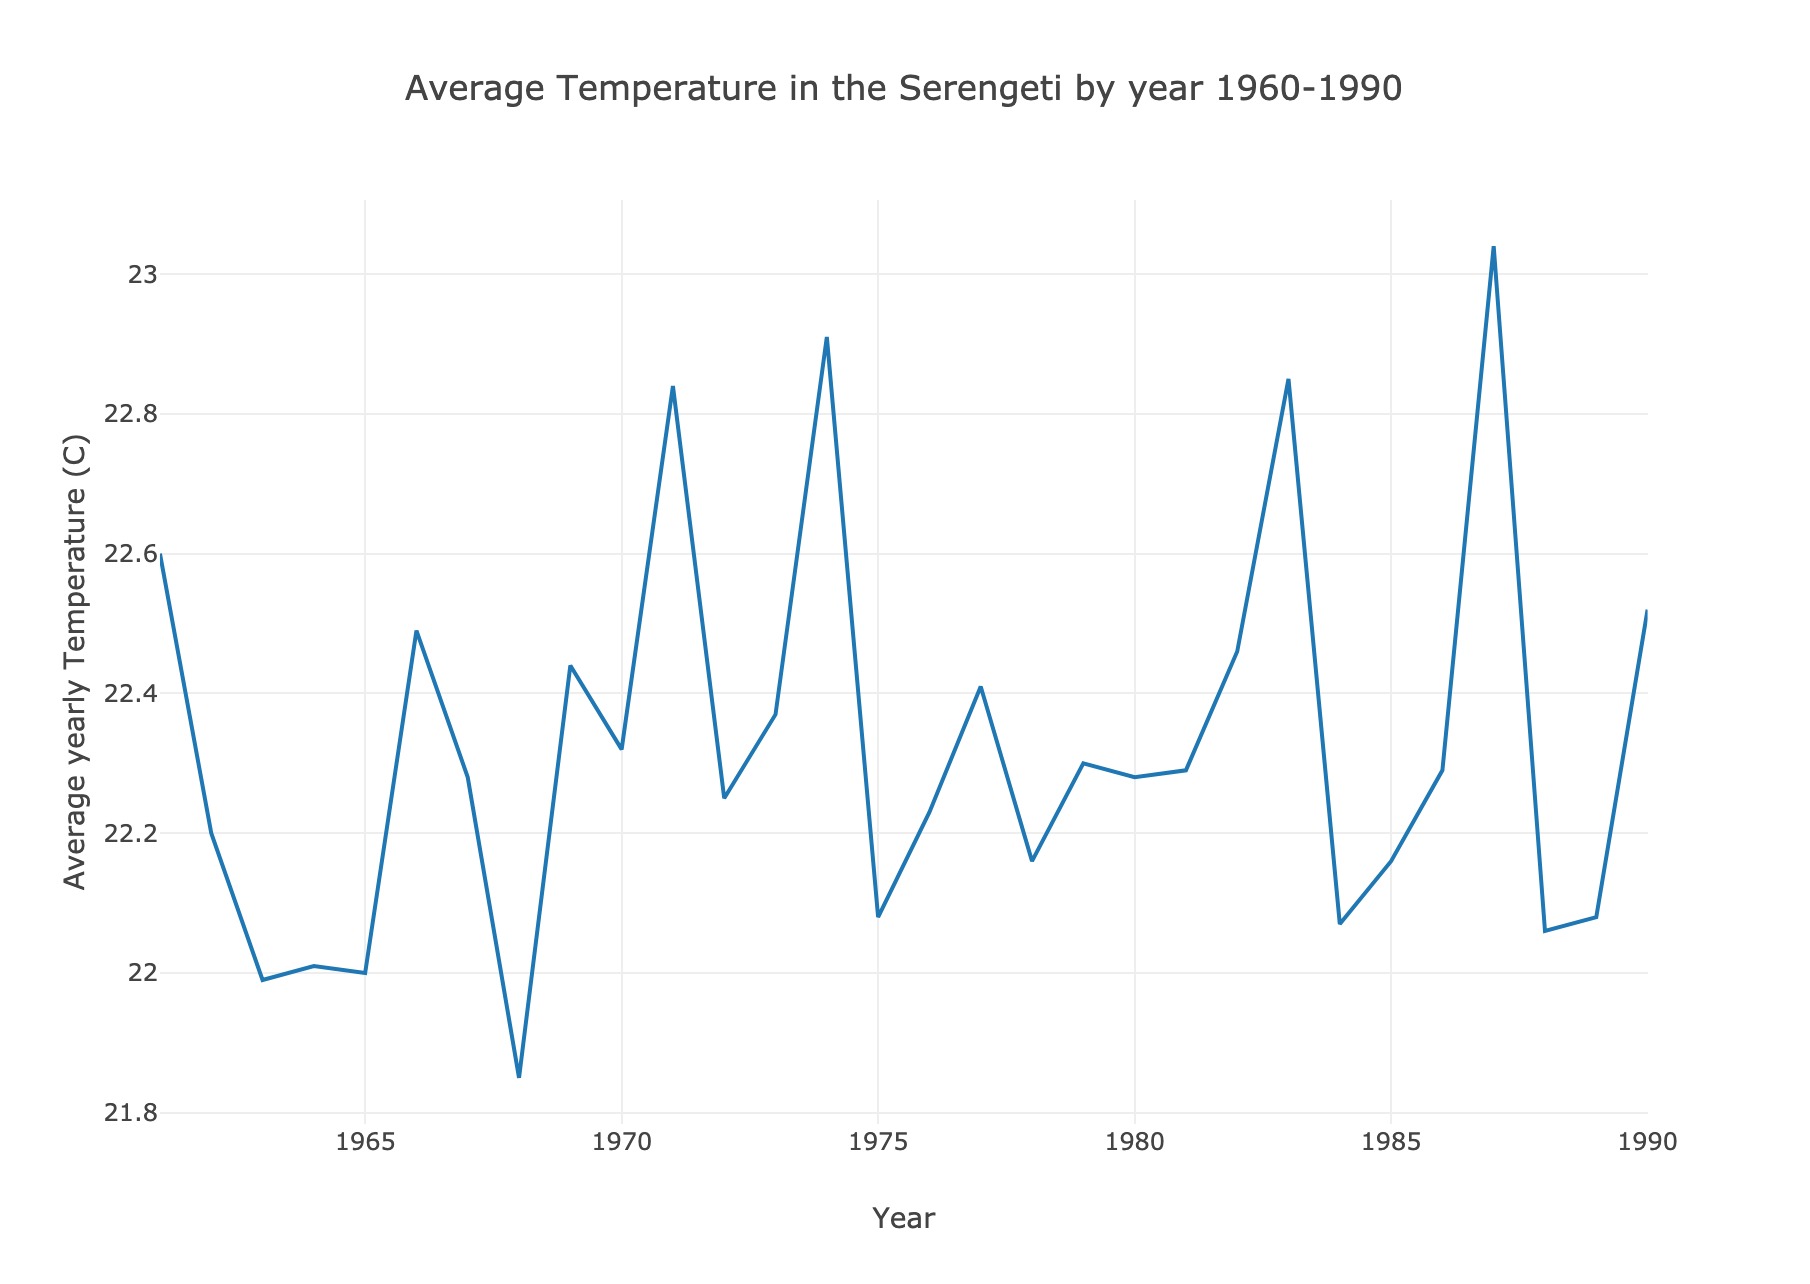 Average Temperature in the Serengeti by year 1960-1990
Average yearly Temperature (C)
23
22.8
22.6
22.4
22.2
22
21.8
1965 1970 1975 1980 1985 1990
Year